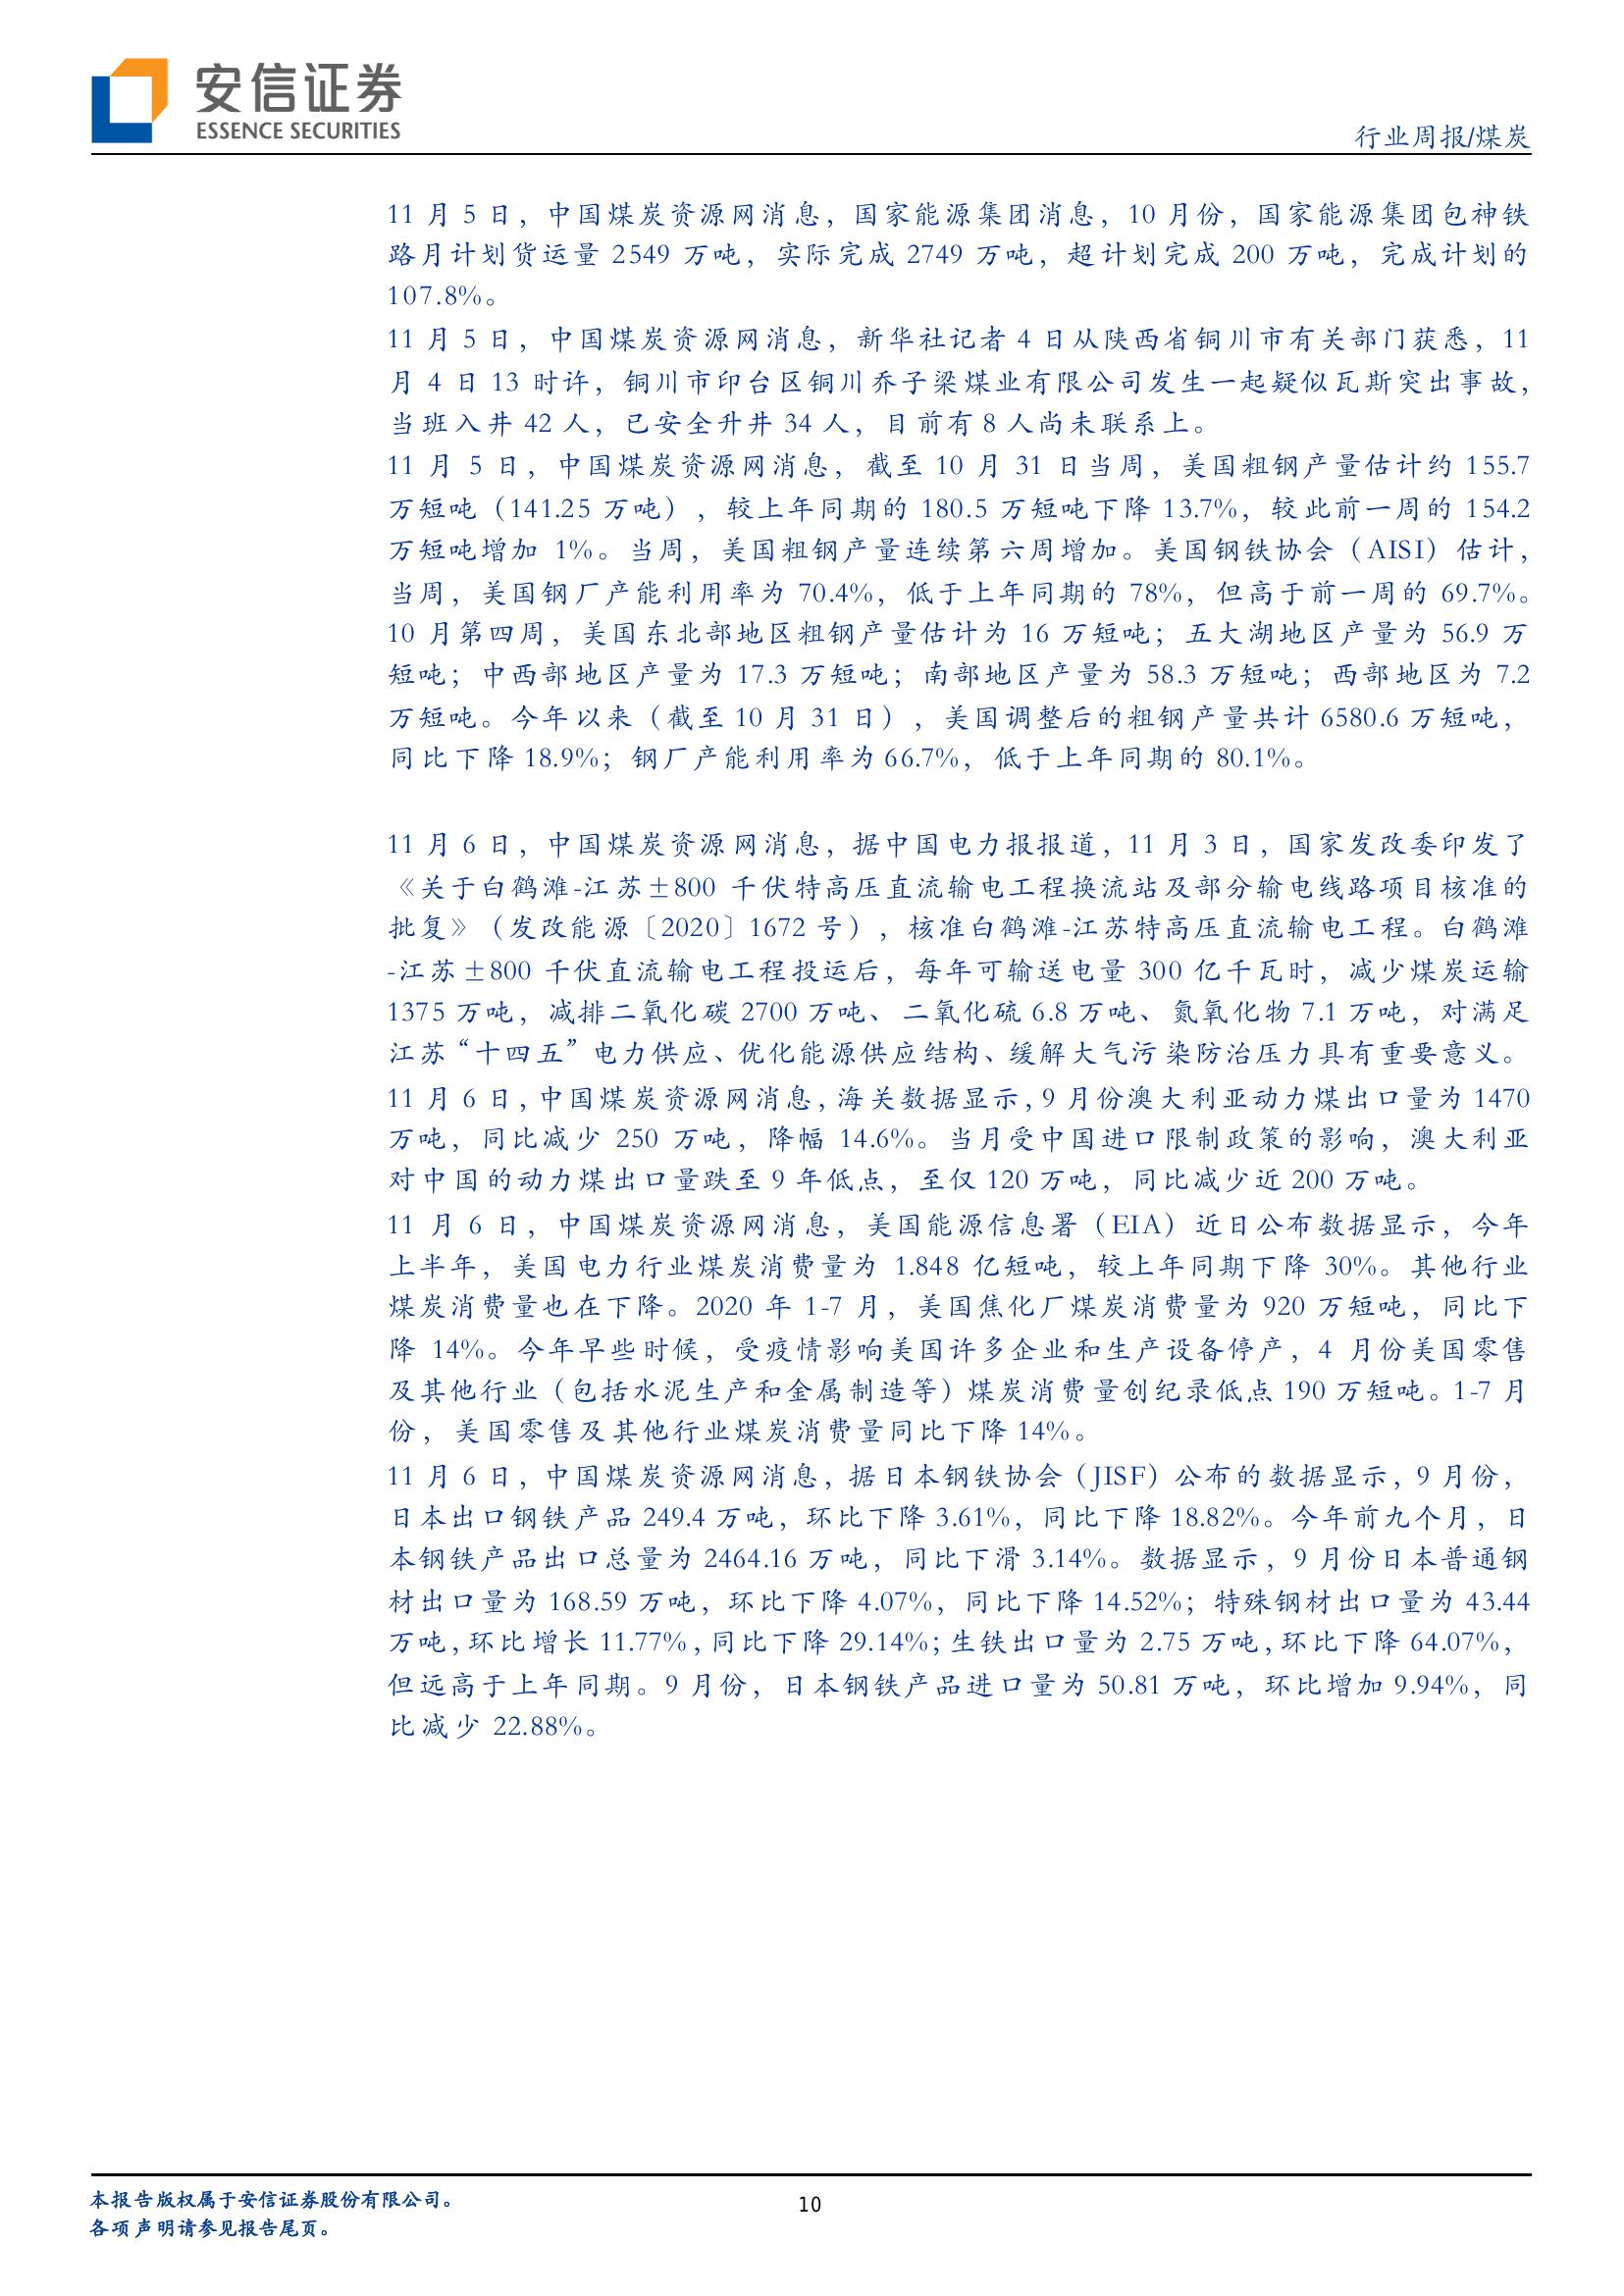 安信证券
ESSENCE SECURITIES
行业周报/煤炭
11 月 5 日，中国煤炭资源网消息，国家能源集团消息，10 月份，国家能源集团包神铁
路月计划货运量 2549 万吨，实际完成 2749 万吨，超计划完成 200 万吨，完成计划的
107.8%。
11 月 5 日，中国煤炭资源网消息，新华社记者 4 日从陕西省铜川市有关部门获悉，11
月 4 日 13 时许，铜川市印台区铜川乔子梁煤业有限公司发生一起疑似瓦斯突出事故，
当班入井 42 人，已安全升井 34 人，目前有 8 人尚未联系上。
11 月 5 日，中国煤炭资源网消息，截至 10 月 31 日当周，美国粗钢产量估计约 155.7
万短吨（141.25 万吨），较上年同期的 180.5 万短吨下降 13.7%，较此前一周的 154.2
万短吨增加 1%。当周，美国粗钢产量连续第六周增加。美国钢铁协会（AISI）估计，
当周，美国钢厂产能利用率为 70.4%，低于上年同期的 78%，但高于前一周的 69.7%。
10 月第四周，美国东北部地区粗钢产量估计为 16 万短吨；五大湖地区产量为 56.9 万
短吨；中西部地区产量为 17.3 万短吨；南部地区产量为 58.3 万短吨；西部地区为 7.2
万短吨。今年以来（截至 10 月 31 日），美国调整后的粗钢产量共计 6580.6 万短吨，
同比下降 18.9%；钢厂产能利用率为 66.7%，低于上年同期的 80.1%。
11 月 6 日，中国煤炭资源网消息，据中国电力报报道，11 月 3 日，国家发改委印发了
《关于白鹤滩-江苏±800 千伏特高压直流输电工程换流站及部分输电线路项目核准的
批复》（发改能源〔2020〕1672 号），核准白鹤滩-江苏特高压直流输电工程。白鹤滩
-江苏±800 千伏直流输电工程投运后，每年可输送电量 300 亿千瓦时，减少煤炭运输
1375 万吨，减排二氧化碳 2700 万吨、二氧化硫 6.8 万吨、氮氧化物 7.1 万吨，对满足
江苏“十四五”电力供应、优化能源供应结构、缓解大气污染防治压力具有重要意义。
11 月 6 日，中国煤炭资源网消息，海关数据显示，9 月份澳大利亚动力煤出口量为 1470
万吨，同比减少 250 万吨，降幅 14.6%。当月受中国进口限制政策的影响，澳大利亚
对中国的动力煤出口量跌至 9 年低点，至仅 120 万吨，同比减少近 200 万吨。
11 月 6 日，中国煤炭资源网消息，美国能源信息署（EIA）近日公布数据显示，今年
上半年，美国电力行业煤炭消费量为 1.848 亿短吨，较上年同期下降 30%。其他行业
煤炭消费量也在下降。2020 年 1-7 月，美国焦化厂煤炭消费量为 920 万短吨，同比下
降 14%。今年早些时候，受疫情影响美国许多企业和生产设备停产，4 月份美国零售
及其他行业（包括水泥生产和金属制造等）煤炭消费量创纪录低点 190 万短吨。1-7 月
份，美国零售及其他行业煤炭消费量同比下降 14%。
11 月 6 日，中国煤炭资源网消息，据日本钢铁协会（JISF）公布的数据显示，9 月份，
日本出口钢铁产品 249.4 万吨，环比下降 3.61%，同比下降 18.82%。今年前九个月，日
本钢铁产品出口总量为 2464.16 万吨，同比下滑 3.14%。数据显示，9 月份日本普通钢
材出口量为 168.59 万吨，环比下降 4.07%，同比下降 14.52%；特殊钢材出口量为 43.44
万吨，环比增长 11.77%，同比下降 29.14%；生铁出口量为 2.75 万吨，环比下降 64.07%，
但远高于上年同期。9 月份，日本钢铁产品进口量为 50.81 万吨，环比增加 9.94%，同
比减少 22.88%。
本报告版权属于安信证券股份有限公司。
各项声明请参见报告尾页。
10